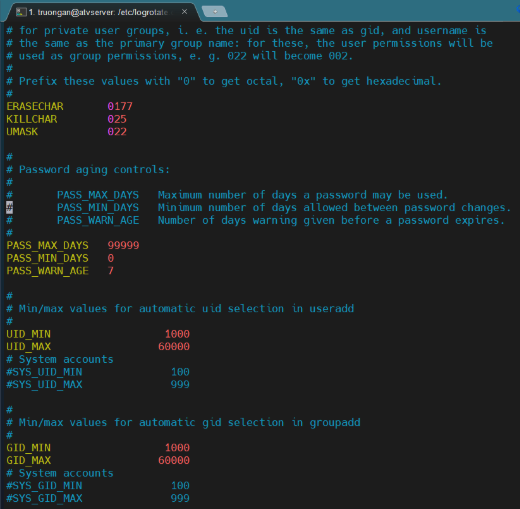 1. truongan@atvserver: /etc/logrotate
# for private user groups, i. e. the uid is the same as gid, and username is
# the same as the primary group name: for these, the user permissions will be
# used as group permissions, e. g. 022 will become 002.
#
# Prefix these values with "0" to get octal, "0x" to get hexadecimal.
#
ERASECHAR 0177
KILLCHAR 025
UMASK 022
#
# Password aging controls:
#
# PASS_MAX_DAYS Maximum number of days a password may be used.
# PASS_MIN_DAYS Minimum number of days allowed between password changes.
# PASS_WARN_AGE Number of days warning given before a password expires.
#
PASS_MAX_DAYS 99999
PASS_MIN_DAYS 0
PASS_WARN_AGE 7
#
# Min/max values for automatic uid selection in useradd
#
UID_MIN 1000
UID_MAX 60000
# System accounts
#SYS_UID_MIN 100
#SYS_UID_MAX 999
#
# Min/max values for automatic gid selection in groupadd
#
GID_MIN 1000
GID_MAX 60000
# System accounts
#SYS_GID_MIN 100
#SYS_GID_MAX 999